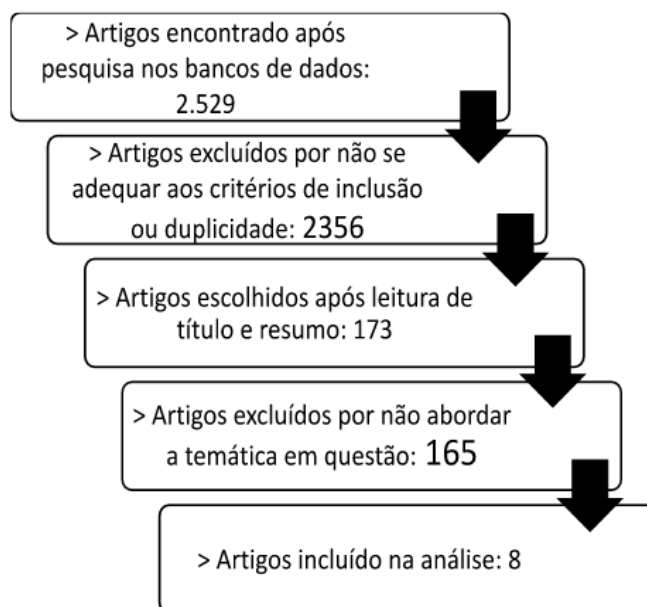 > Artigos encontrado após
pesquisa nos bancos de dados:
2.529
> Artigos excluídos por não se
adequar aos critérios de inclusão
ou duplicidade: 2356
> Artigos escolhidos após leitura de
título e resumo: 173
> Artigos excluídos por não abordar
a temática em questão: 165
> Artigos incluído na análise: 8